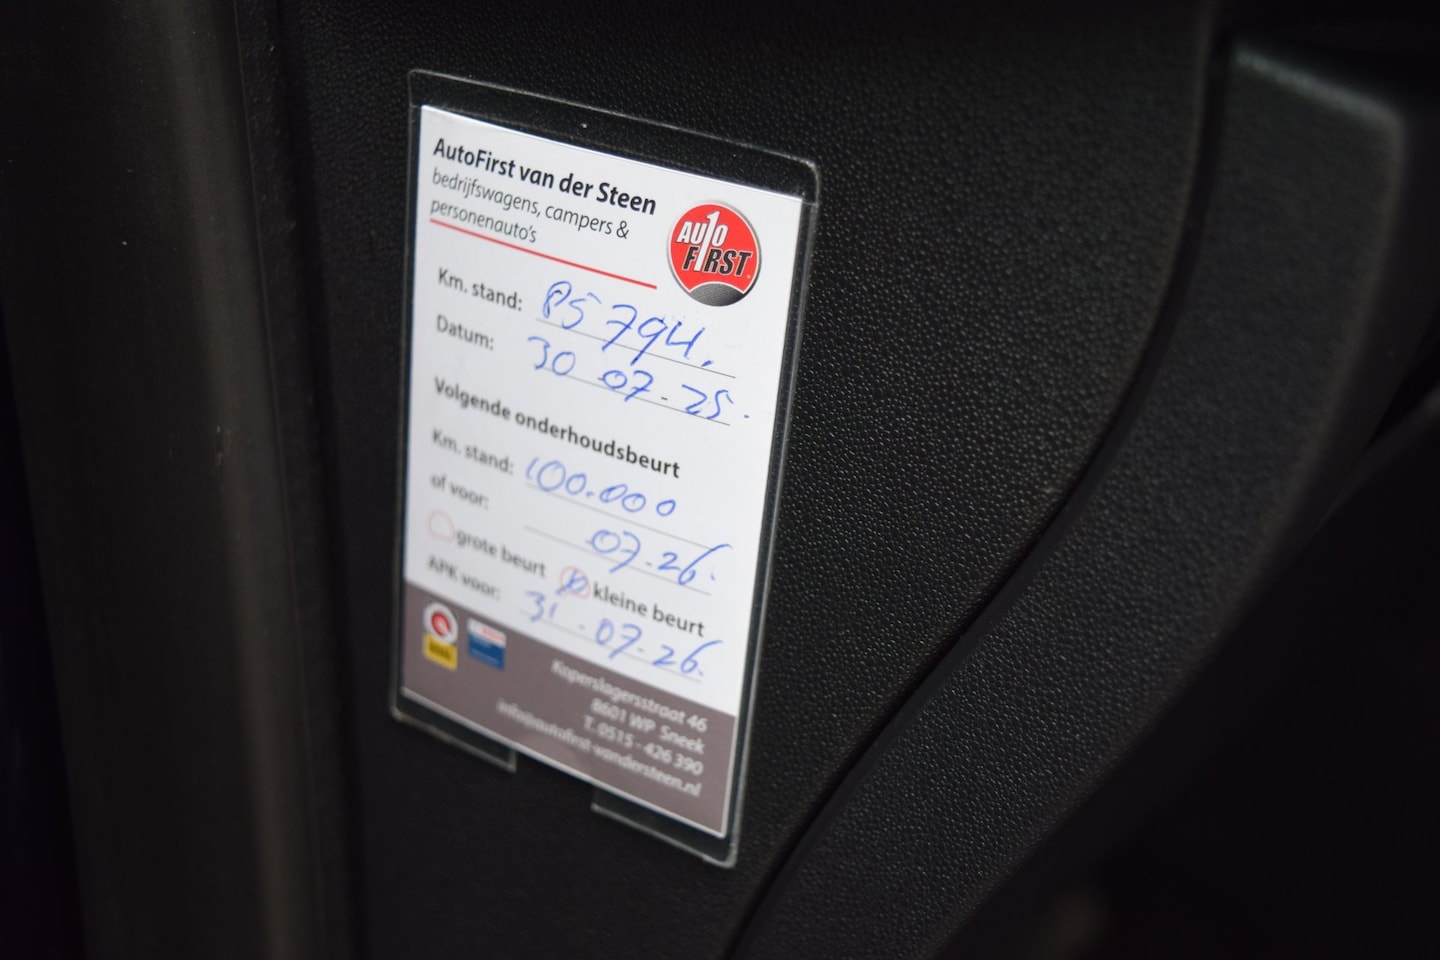 AutoFirst van der Steen
bedrijfswagens, campers &
personenauto's
AUTO
FIRST
Km. stand: 85794.
Datum: 30 07.25.
Volgende onderhoudsbeurt
Km. stand: 100.000
of voor: 07.26.
grote beurt kleine beurt
APK voor: 31.07.26.
Koperslagersstraat 46
8601 WP Sneek
T. 0515 - 426 390
info@autofirst-vandersteen.nl